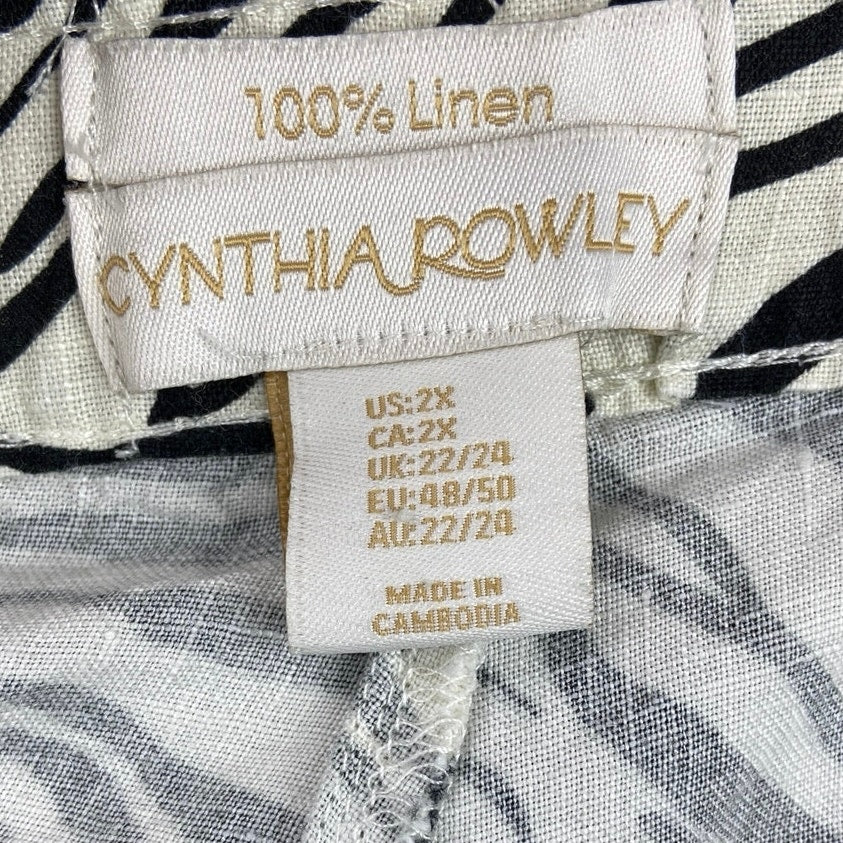 100% Linen
CYNTHIA ROWLEY
US:2X
CA:2X
UK:22/24
EU:48/50
AU:22/24
MADE IN
CAMBODIA